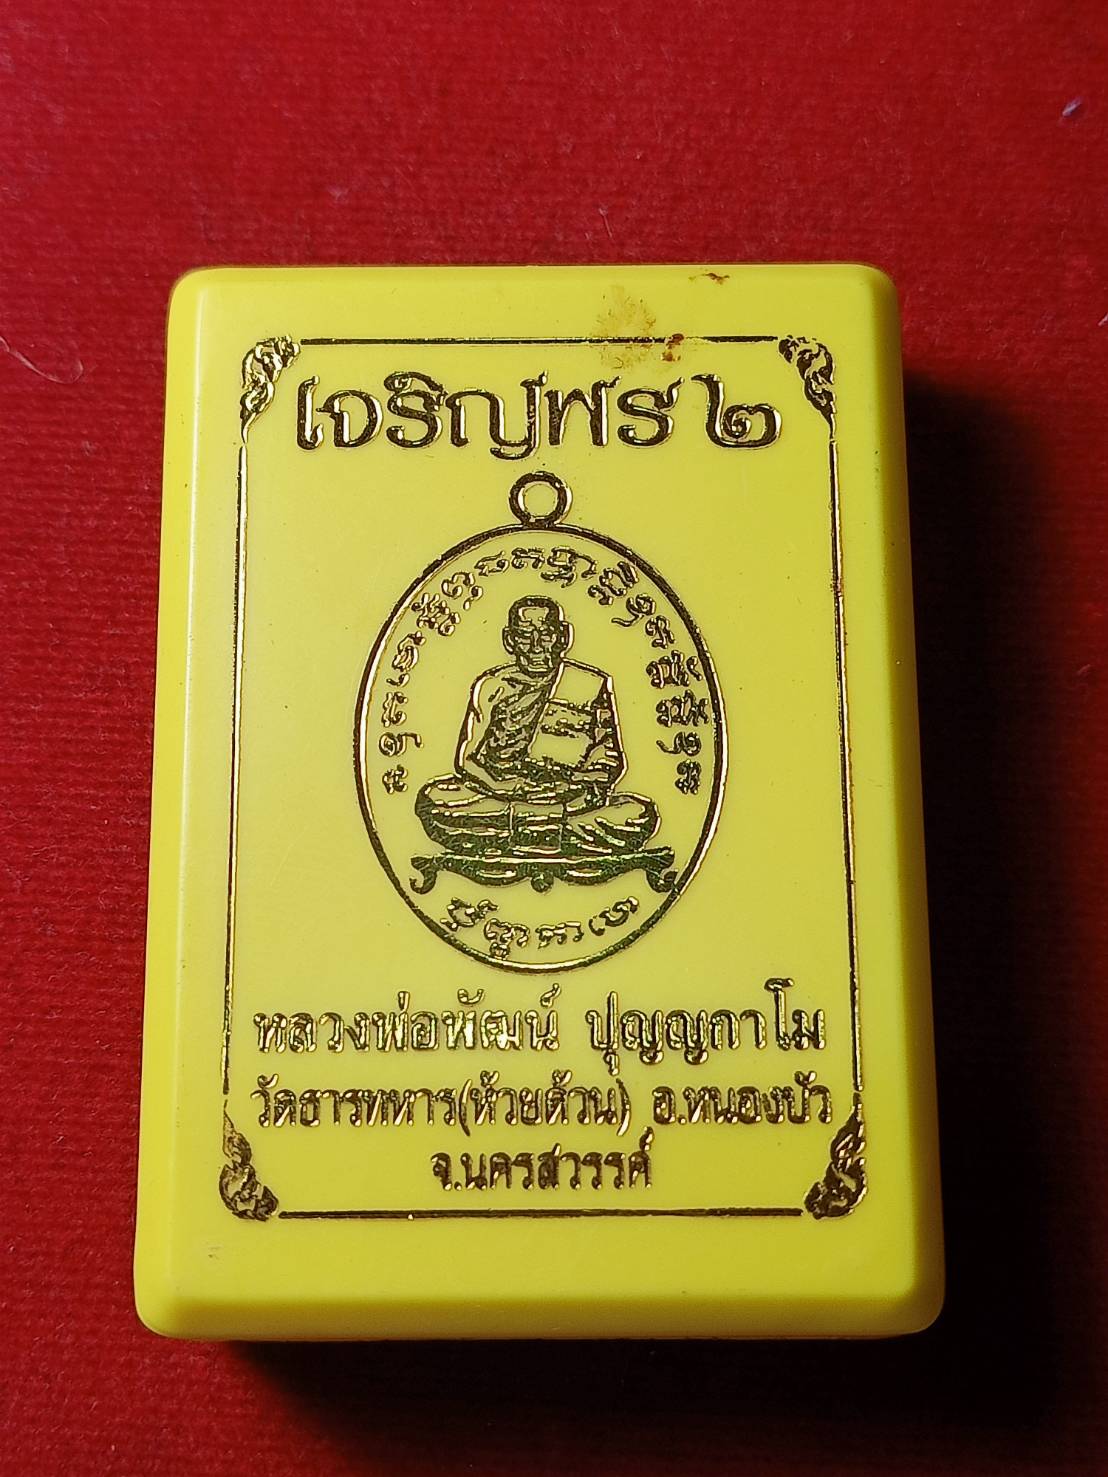 เจริญพร ๒
หลวงพ่อพัฒน์ ปุญญกาโม
วัดธารทหาร(ห้วยด้วน) อ.หนองบัว
จ.นครสวรรค์